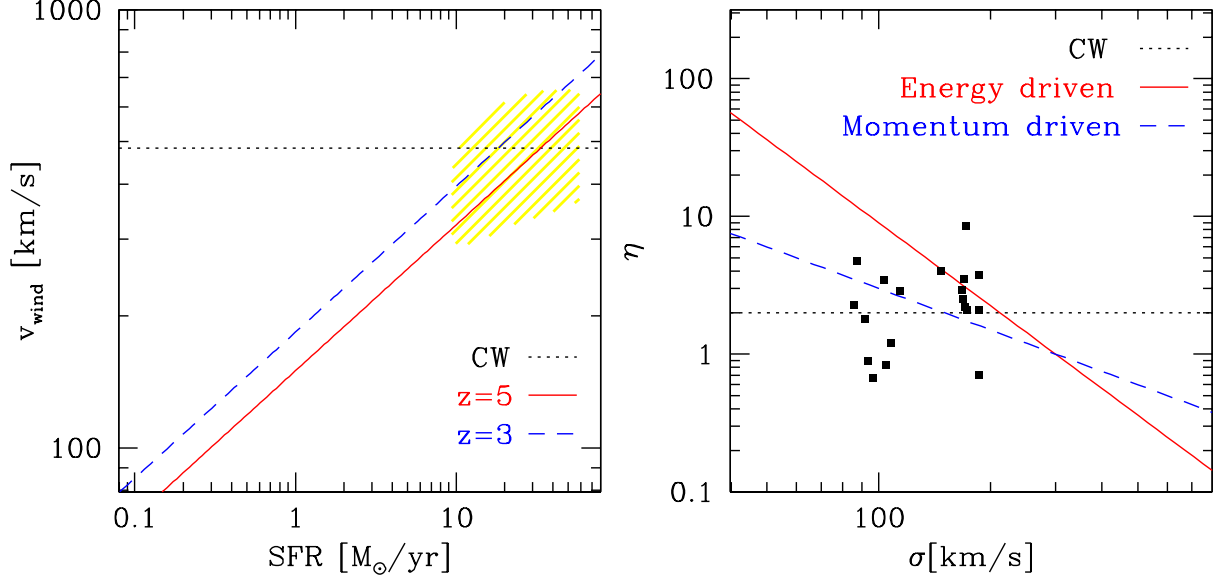 1000
100
v_wind [km/s]
0.1
1
10
SFR [M_⊙/yr]
CW
z=5
z=3
100
10
1
0.1
η
100
σ[km/s]
CW
Energy driven
Momentum driven